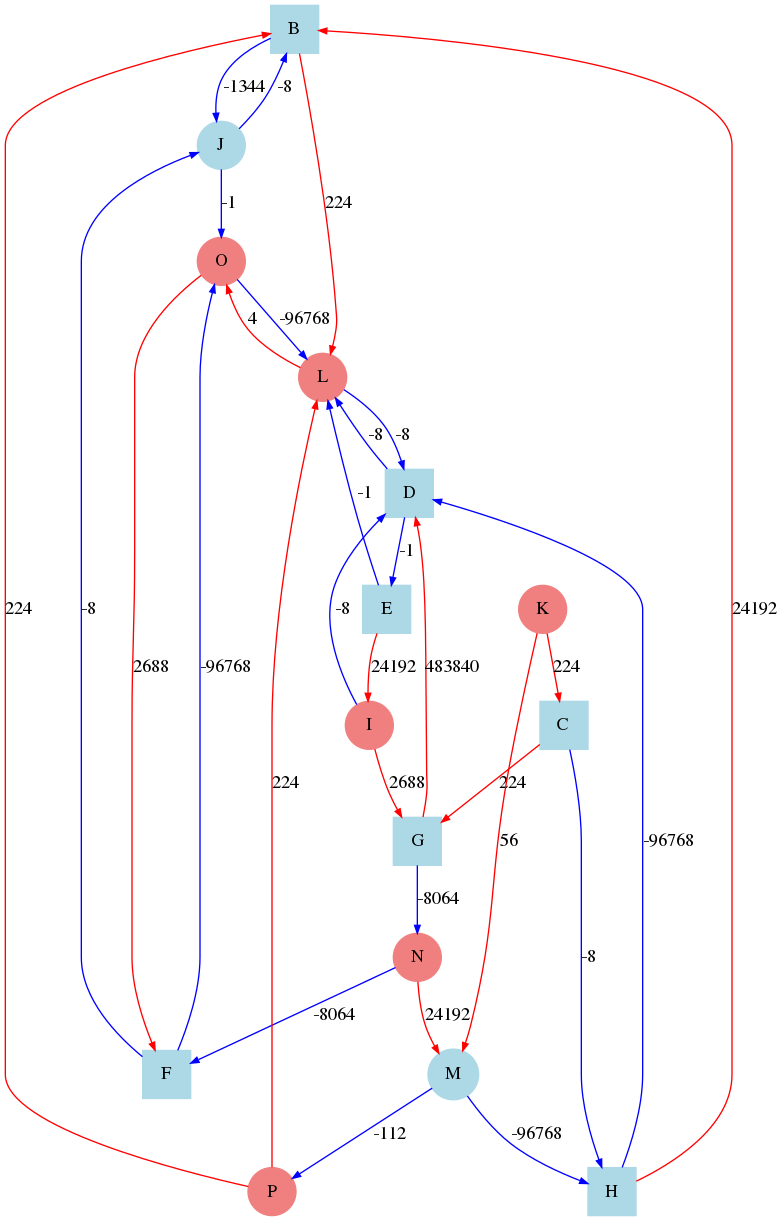 B
-1344 -8
J
-1 224
O
4 -96768
L
-8 -8
-1
D
-1
224 -8 E -8 K
24192
2688 -96768 24192 483840 224
I C
224 2688 224
G
56 -96768
-8064
N
-8
-8064 24192
F M
-112 -96768
P H